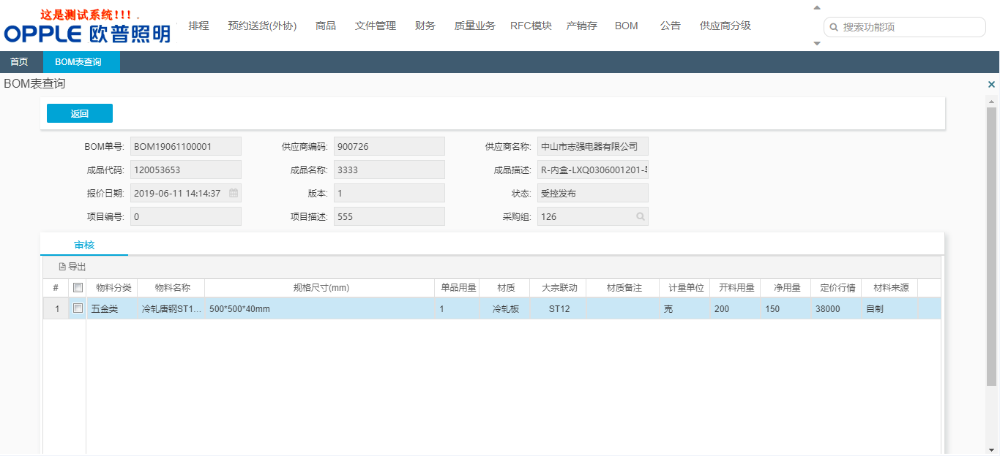 这是测试系统!!!
OPPLE 欧普照明
排程 预约送货(外协) 商品 文件管理 财务 质量业务 RFC模块 产销存 BOM 公告 供应商分级
搜索功能项
首页 BOM表查询
BOM表查询
返回
BOM单号: BOM19061100001 供应商编码: 900726 供应商名称: 中山市志强电器有限公司
成品代码: 120053653 成品名称: 3333 成品描述: R-内盒-LXQ0306001201-
报价日期: 2019-06-11 14:14:37 版本: 1 状态: 受控发布
项目编号: 0 项目描述: 555 采购组: 126
审核
导出
# 物料分类 物料名称 规格尺寸(mm) 单品用量 材质 大宗联动 材质备注 计量单位 开料用量 净用量 定价行情 材料来源
1 五金类 冷轧唐钢ST1... 500*500*40mm 1 冷轧板 ST12 克 200 150 38000 自制